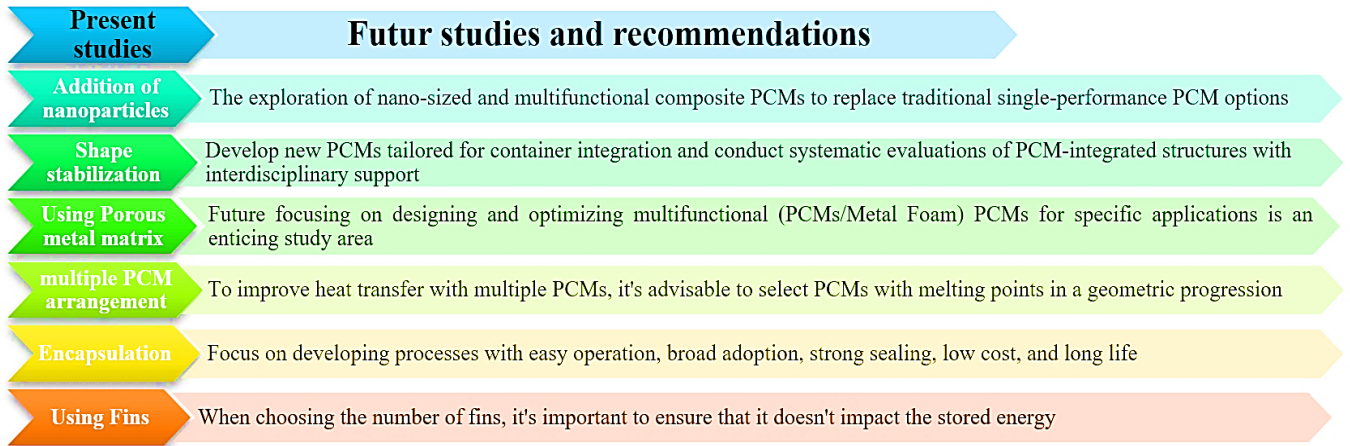 Present
studies
Futur studies and recommendations
Addition of
nanoparticles
The exploration of nano-sized and multifunctional composite PCMs to replace traditional single-performance PCM options
Shape
stabilization
Develop new PCMs tailored for container integration and conduct systematic evaluations of PCM-integrated structures with
interdisciplinary support
Using Porous
metal matrix
Future focusing on designing and optimizing multifunctional (PCMs/Metal Foam) PCMs for specific applications is an
enticing study area
multiple PCM
arrangement
To improve heat transfer with multiple PCMs, it's advisable to select PCMs with melting points in a geometric progression
Encapsulation
Focus on developing processes with easy operation, broad adoption, strong sealing, low cost, and long life
Using Fins
When choosing the number of fins, it's important to ensure that it doesn't impact the stored energy